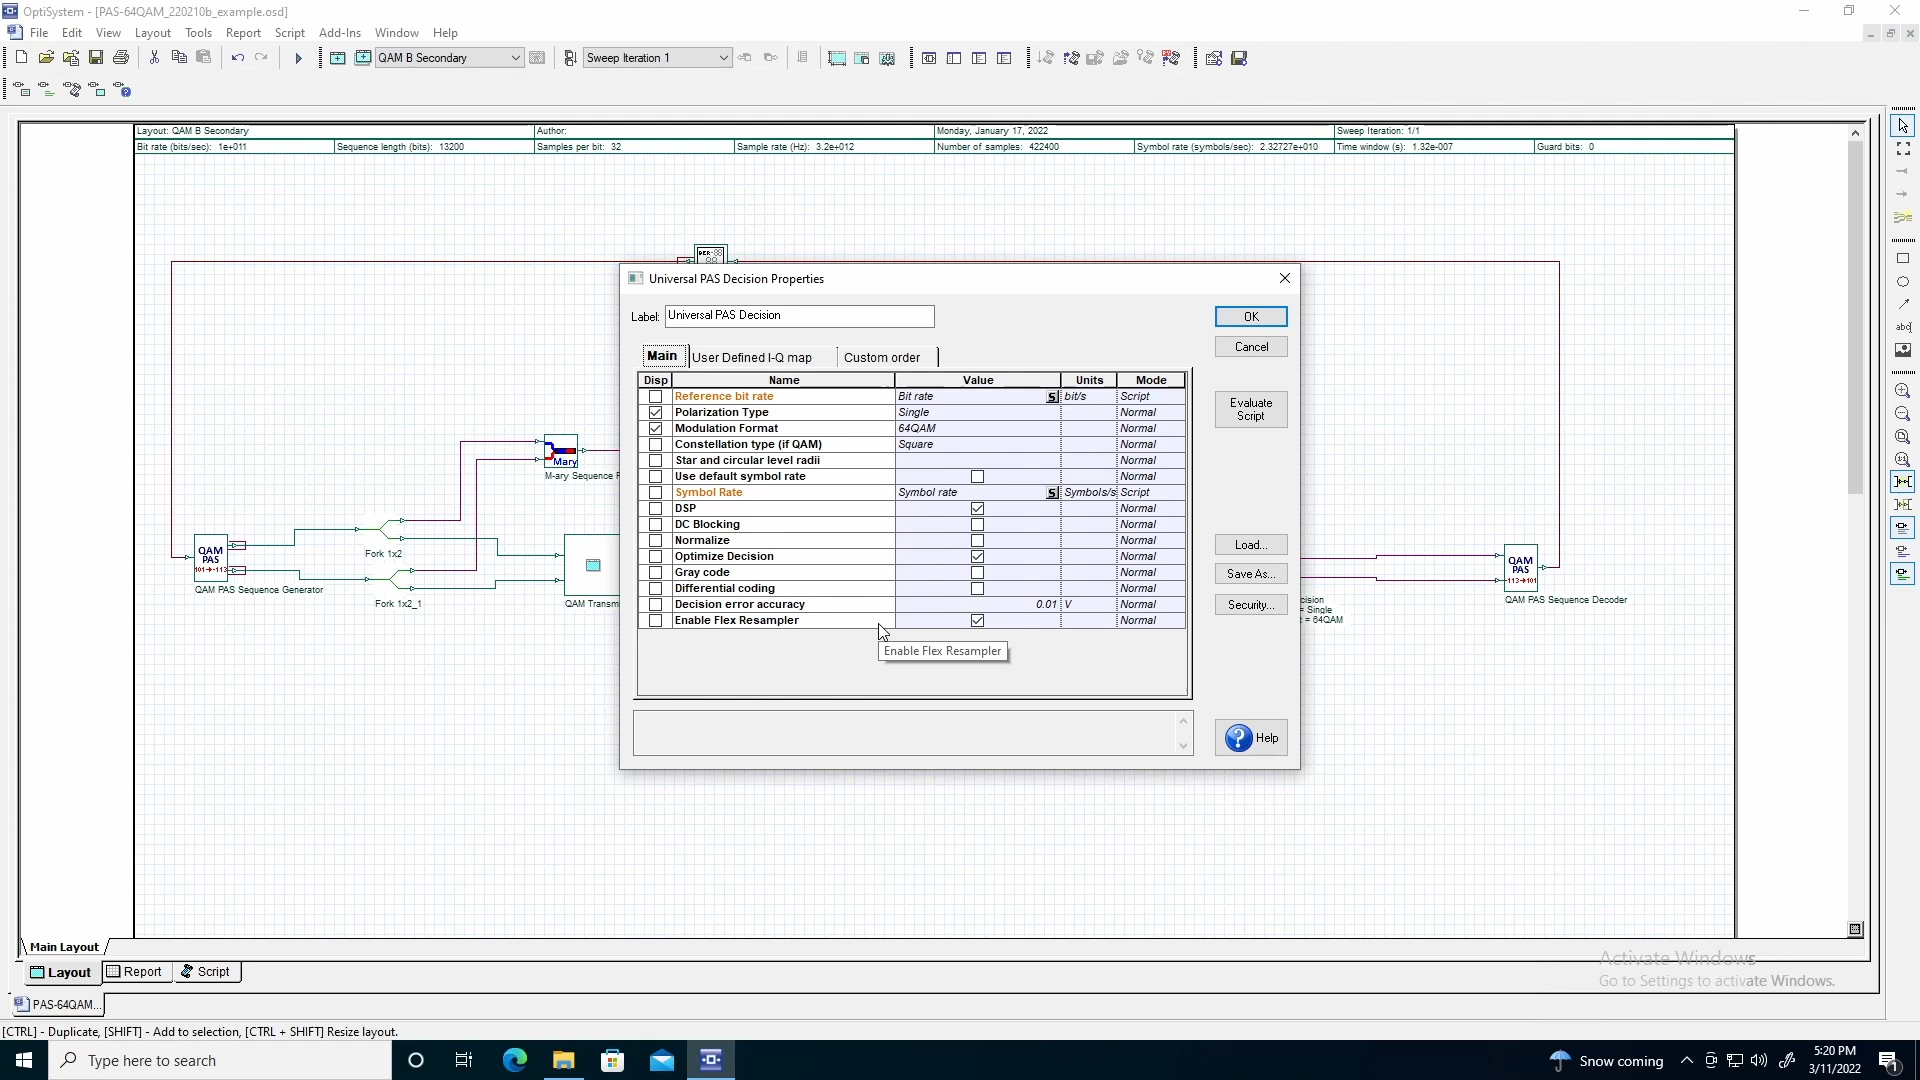 OptiSystem - [PAS-64QAM_220210b_example.osd]
File Edit View Layout Tools Report Script Add-Ins Window Help
QAM B Secondary Sweep Iteration 1
Layout: QAM B Secondary Author: Monday, January 17, 2022 Sweep Iteration: 1/1
Bit rate (bits/sec): 1e+011 Sequence length (bits): 13200 Samples per bit: 32 Sample rate (Hz): 3.2e+012 Number of samples: 422400 Symbol rate (symbols/sec): 2.32727e+010 Time window (s): 1.32e-007 Guard bits: 0
Universal PAS Decision Properties
Label: Universal PAS Decision
OK
Cancel
Main User Defined I-Q map Custom order
Disp Name Value Units Mode
Reference bit rate Bit rate S bit/s Script
Polarization Type Single Normal
Modulation Format 64QAM Normal
Constellation type (if QAM) Square Normal
Star and circular level radii Normal
Use default symbol rate Normal
Symbol Rate Symbol rate S Symbols/s Script
DSP Normal
DC Blocking Normal
Normalize Normal
Optimize Decision Normal
Gray code Normal
Differential coding Normal
Decision error accuracy 0.01 V Normal
Enable Flex Resampler Normal
Enable Flex Resampler
Evaluate
Script
Load...
Save As...
Security...
Help
Mary
M-ary Sequence
QAM
PAS
QAM PAS Sequence Generator
Fork 1x2
Fork 1x2_1
QAM Transm
cision
= Single
= 64QAM
QAM
PAS
113→101
QAM PAS Sequence Decoder
abc
1:1
Main Layout
Layout Report Script
PAS-64QAM...
Activate Windows
Go to Settings to activate Windows.
[CTRL] - Duplicate, [SHIFT] - Add to selection, [CTRL + SHIFT] Resize layout.
Type here to search
Snow coming
5:20 PM
3/11/2022
1